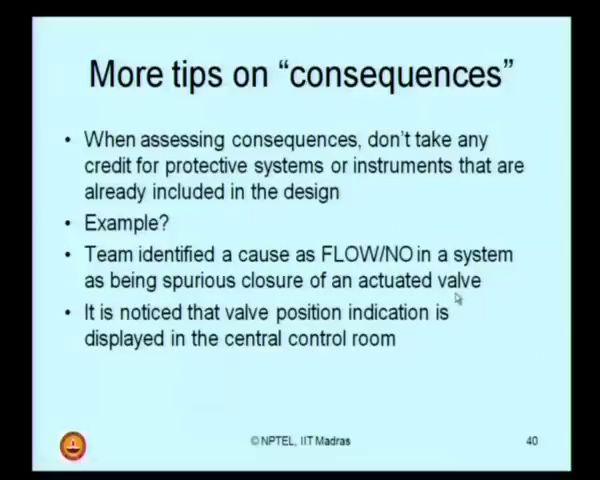 More tips on “consequences”
• When assessing consequences, don't take any
credit for protective systems or instruments that are
already included in the design
• Example?
• Team identified a cause as FLOW/NO in a system
as being spurious closure of an actuated valve
• It is noticed that valve position indication is
displayed in the central control room
© NPTEL, IIT Madras
40